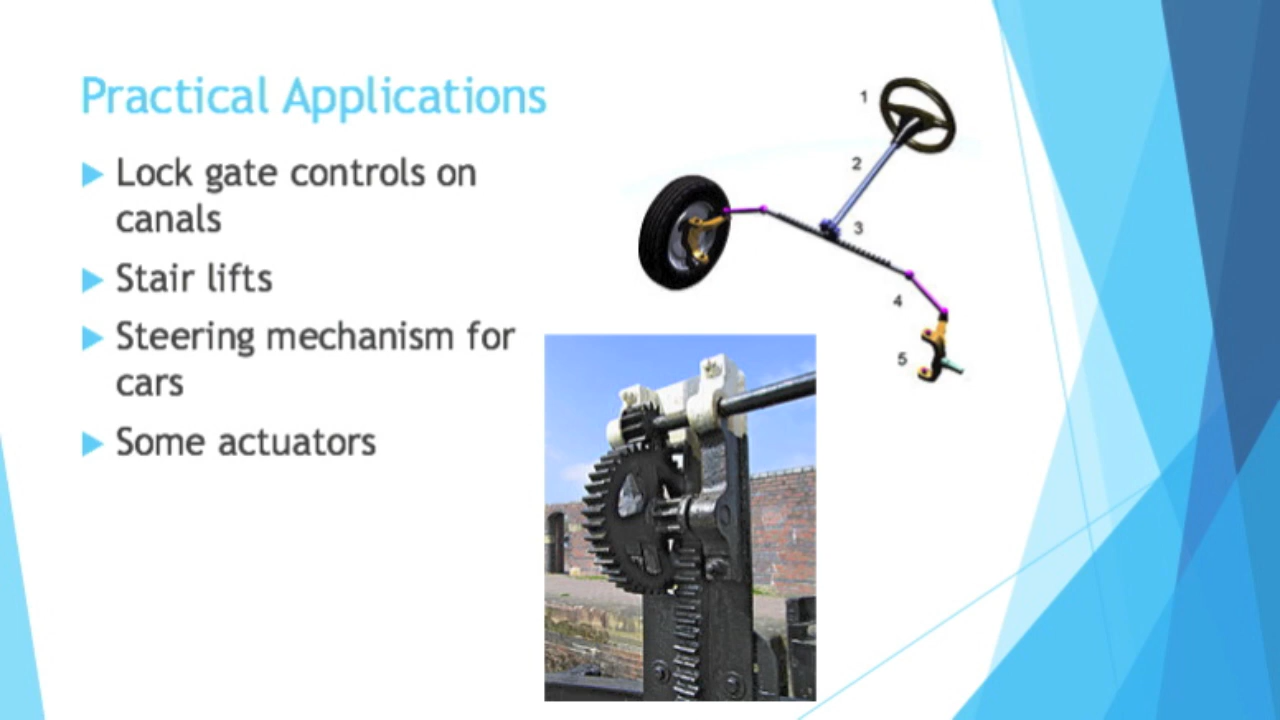 Practical Applications
Lock gate controls on
canals
Stair lifts
Steering mechanism for
cars
Some actuators
1
2
3
4
5